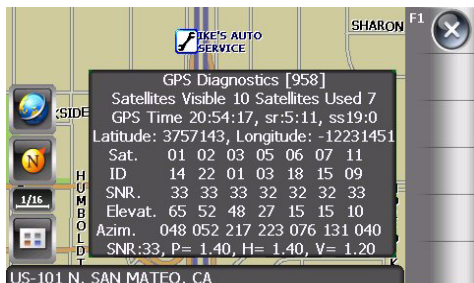 IKE'S AUTO
SERVICE
SHARON
F1
GPS Diagnostics [958]
Satellites Visible 10 Satellites Used 7
GPS Time 20:54:17, sr:5:11, ss19:0
Latitude: 3757143, Longitude: -12231451
Sat. 01 02 03 05 06 07 11
ID 14 22 01 03 18 15 09
SNR. 33 33 33 32 32 32 33
Elevat. 65 52 48 27 15 15 10
Azim. 048 052 217 223 076 131 040
SNR:33, P= 1.40, H= 1.40, V= 1.20
SIDE
N
1/16
HUMBOLDT
US-101 N, SAN MATEO, CA